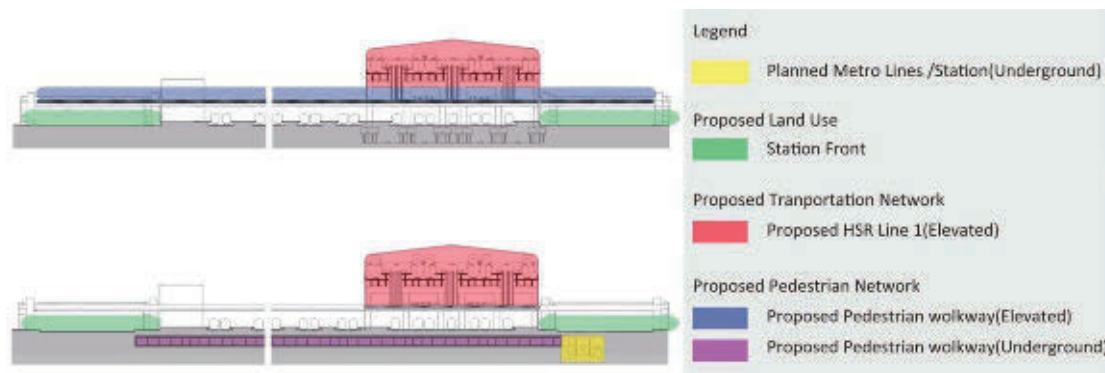 Legend
Planned Metro Lines /Station(Underground)
Proposed Land Use
Station Front
Proposed Tranportation Network
Proposed HSR Line 1(Elevated)
Proposed Pedestrian Network
Proposed Pedestrian wolkway(Elevated)
Proposed Pedestrian wolkway(Underground)